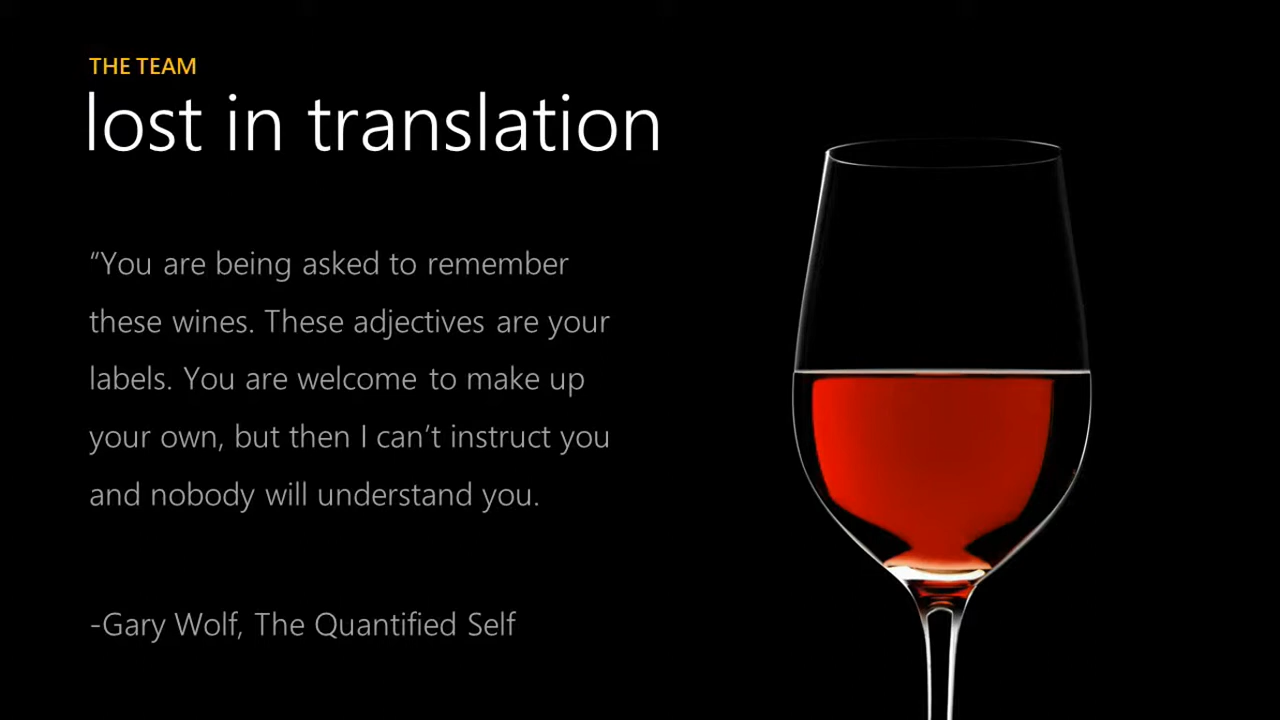 THE TEAM
lost in translation
“You are being asked to remember
these wines. These adjectives are your
labels. You are welcome to make up
your own, but then I can’t instruct you
and nobody will understand you.
-Gary Wolf, The Quantified Self